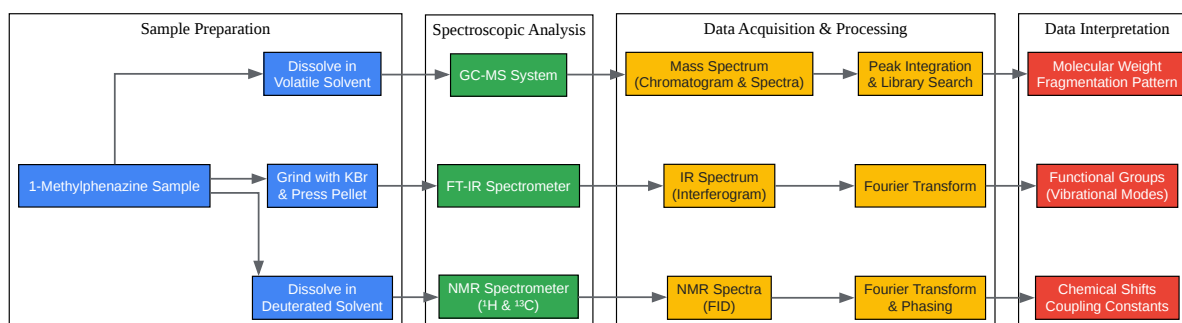 Sample Preparation
Spectroscopic Analysis
Data Acquisition & Processing
Data Interpretation
Dissolve in
Volatile Solvent
GC-MS System
Mass Spectrum
(Chromatogram & Spectra)
Peak Integration
& Library Search
Molecular Weight
Fragmentation Pattern
1-Methylphenazine Sample
Grind with KBr
& Press Pellet
FT-IR Spectrometer
IR Spectrum
(Interferogram)
Fourier Transform
Functional Groups
(Vibrational Modes)
Dissolve in
Deuterated Solvent
NMR Spectrometer
(¹H & ¹³C)
NMR Spectra
(FID)
Fourier Transform
& Phasing
Chemical Shifts
Coupling Constants